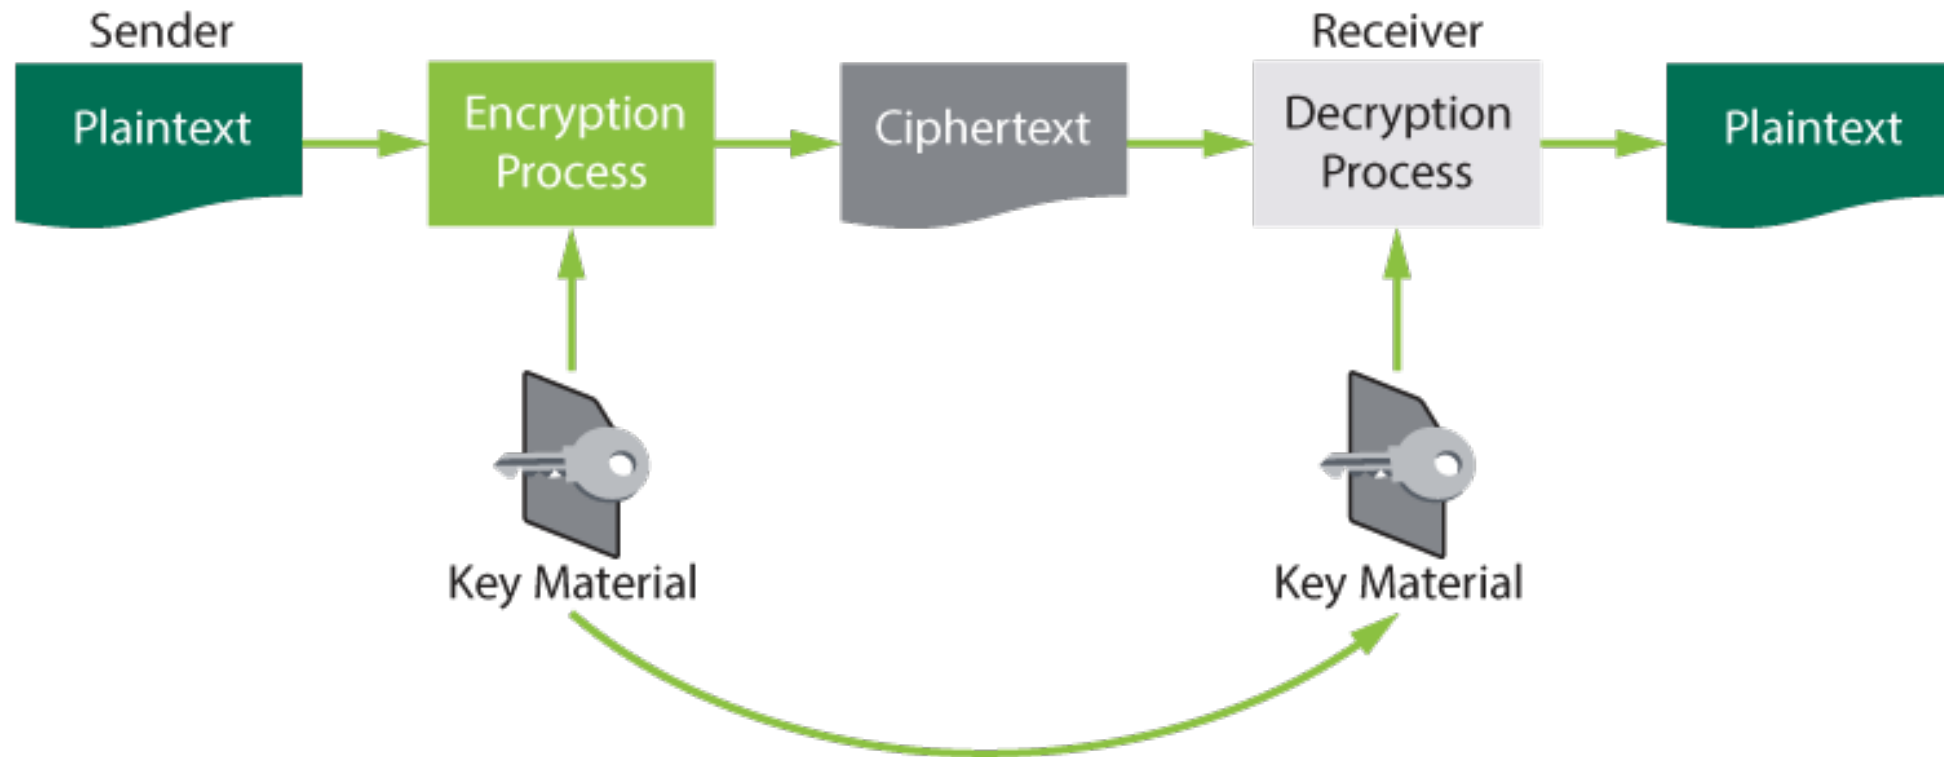 Sender
Receiver
Plaintext
Encryption
Process
Ciphertext
Decryption
Process
Plaintext
Key Material
Key Material